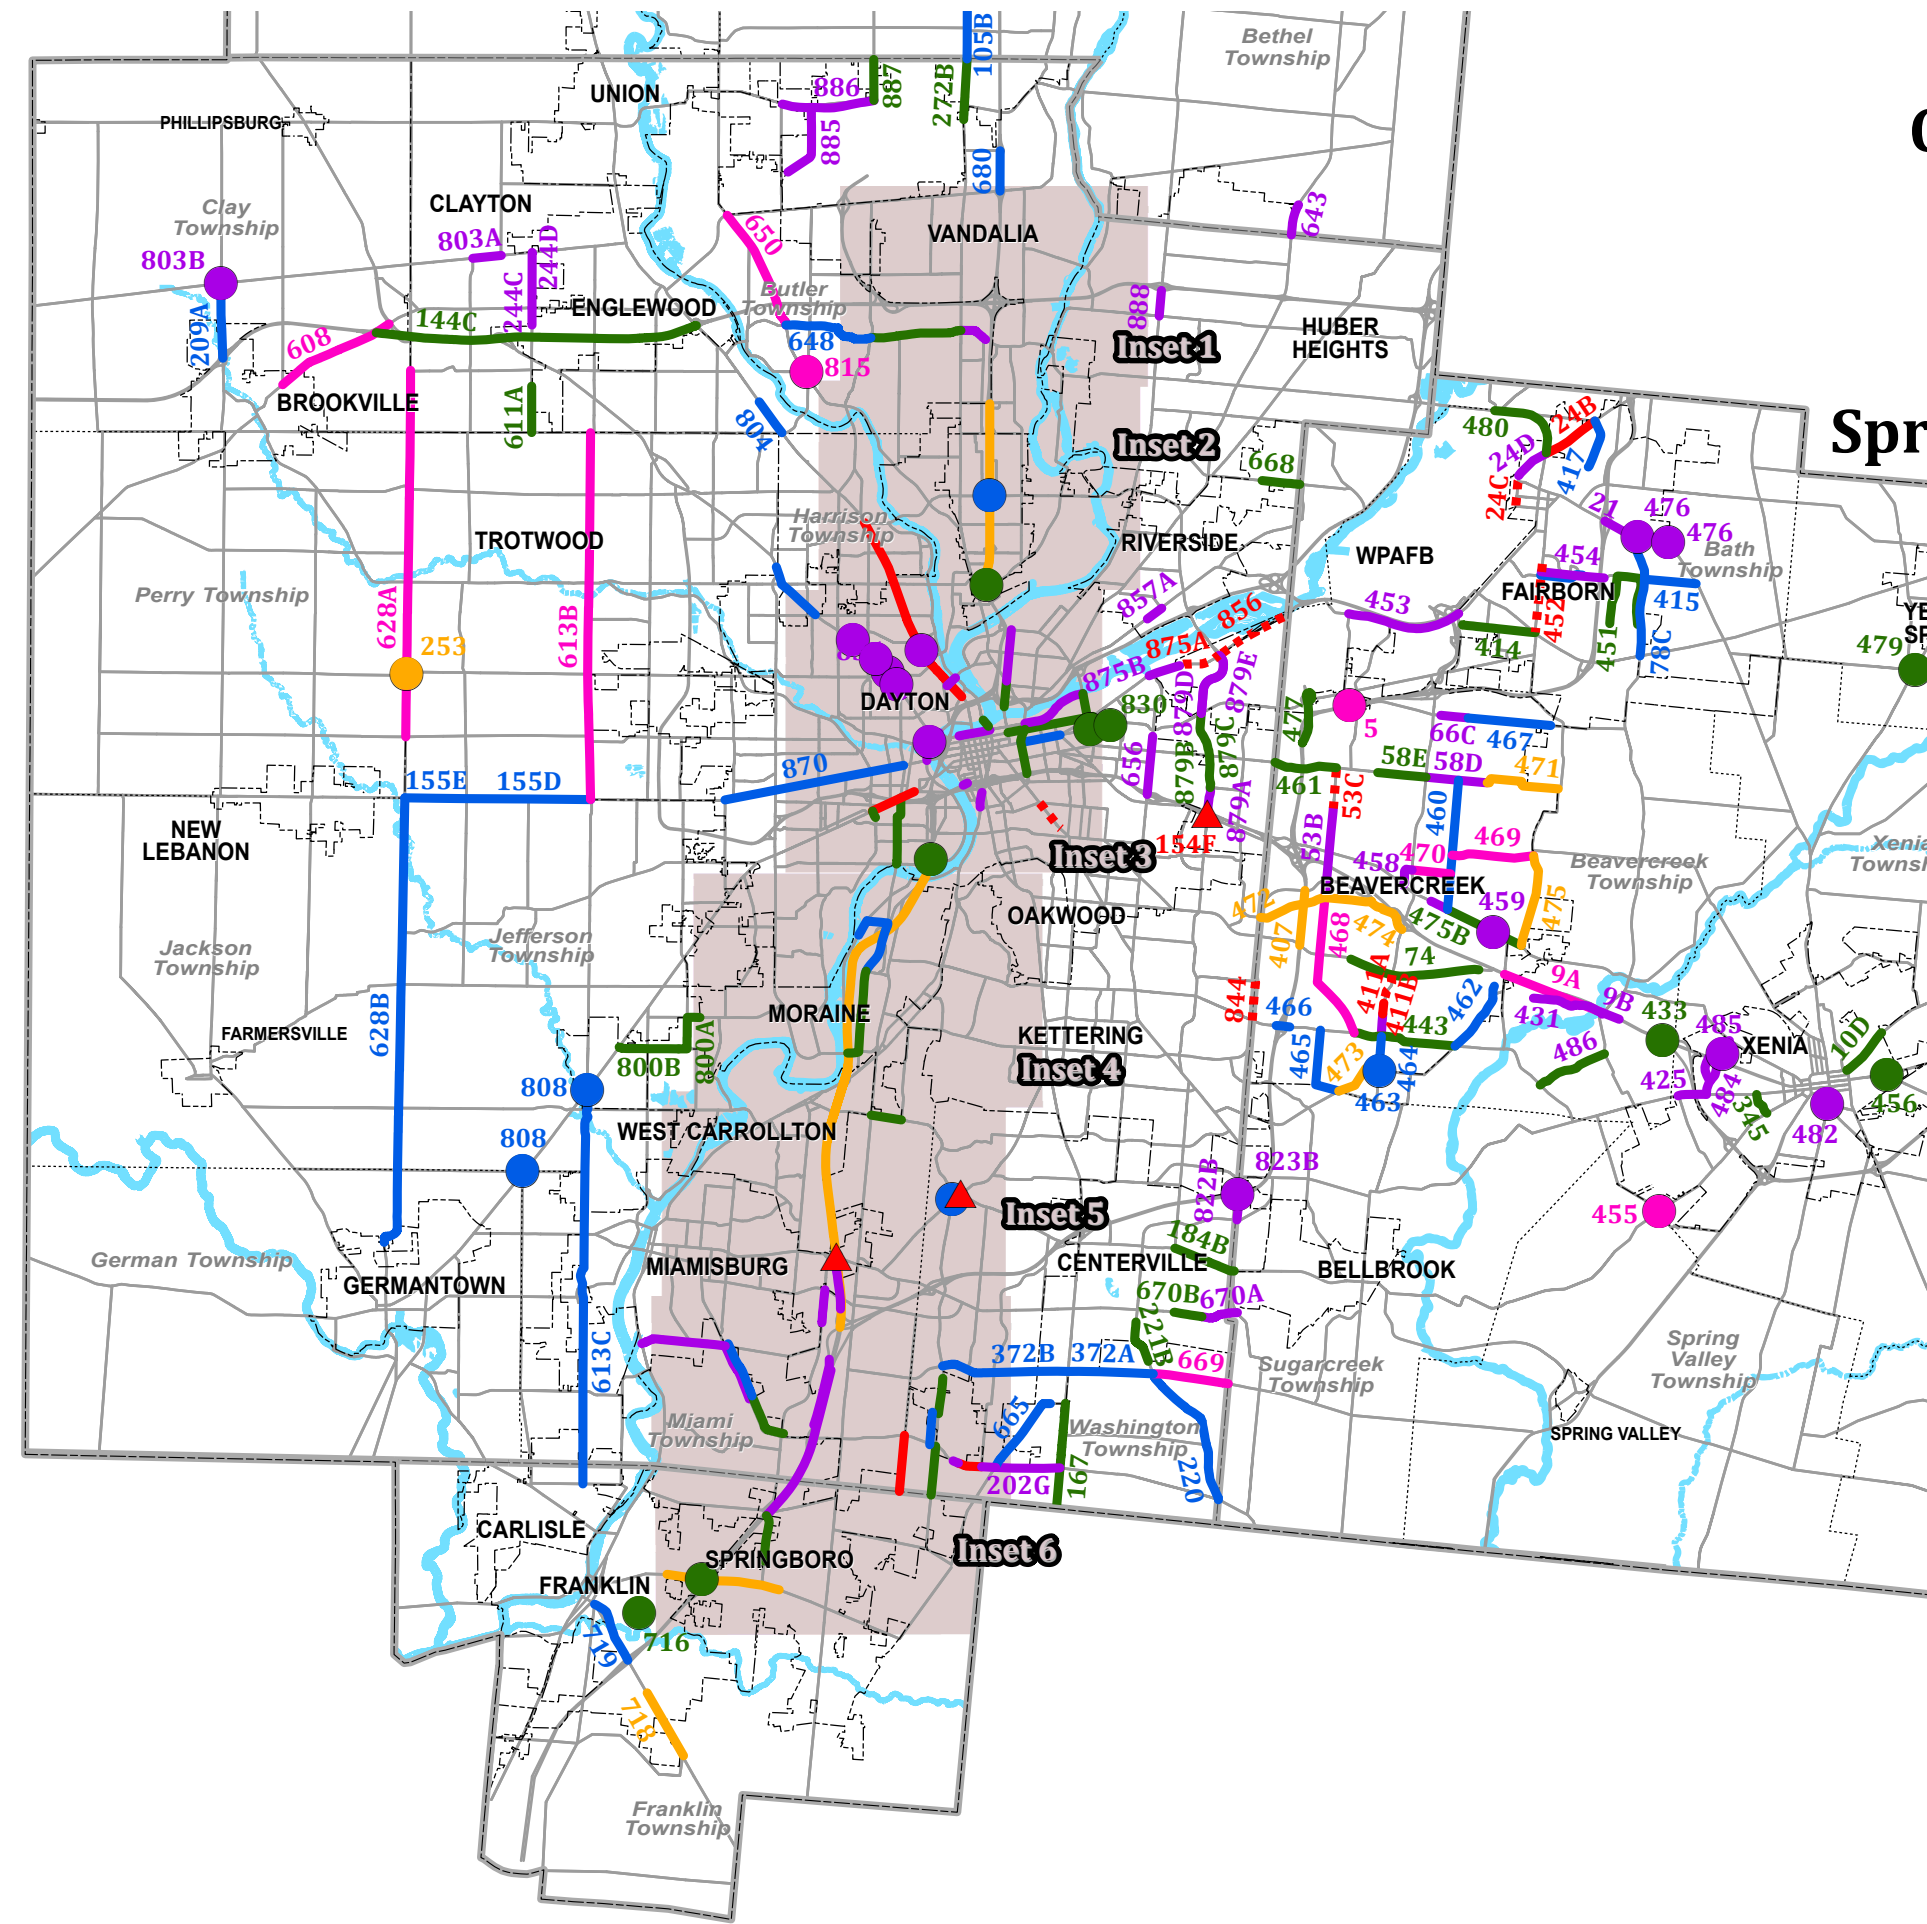 105B
Bethel
Township
886
887
272B
UNION
PHILLIPSBURG
885
680
Clay
Township
CLAYTON
643
803A
244D
650
VANDALIA
803B
244C
ENGLEWOOD
Butler
Township
888
209A
144C
608
648
Inset 1
HUBER
HEIGHTS
815
BROOKVILLE
611A
804
480
24B
Spr
Inset 2
24D
417
668
24C
21
476
476
Harrison
Township
TROTWOOD
RIVERSIDE
WPAFB
454
Bath
Township
Perry Township
857A
FAIRBORN
415
628A
613B
253
856
453
452
414
451
78C
YE
SP
479
875A
875B
879D
879E
DAYTON
830
477
5
66C
467
656
879B
879C
58E
58D
471
870
155E
155D
461
53C
460
879A
154F
53B
NEW
LEBANON
458
470
469
Inset 3
BEAVERCREEK
Beavercreek
Township
Xenia
Townsh
472
407
OAKWOOD
468
474
475B
459
475
Jackson
Township
Jefferson
Township
74
9A
411A
411B
462
431
9B
433
628B
FARMERSVILLE
MORAINE
844
466
KETTERING
443
485
XENIA
10D
800B
800A
Inset 4
465
473
464
486
808
463
425
484
345
456
482
808
WEST CARROLLTON
822B
823B
455
Inset 5
184B
German Township
GERMANTOWN
MIAMISBURG
CENTERVILLE
BELLBROOK
670B
670A
221B
613C
372B
372A
669
Sugarcreek
Township
Spring
Valley
Township
Miami
Township
665
Washington
Township
SPRING VALLEY
202G
167
220
CARLISLE
Inset 6
SPRINGBORO
FRANKLIN
719
716
718
Franklin
Township